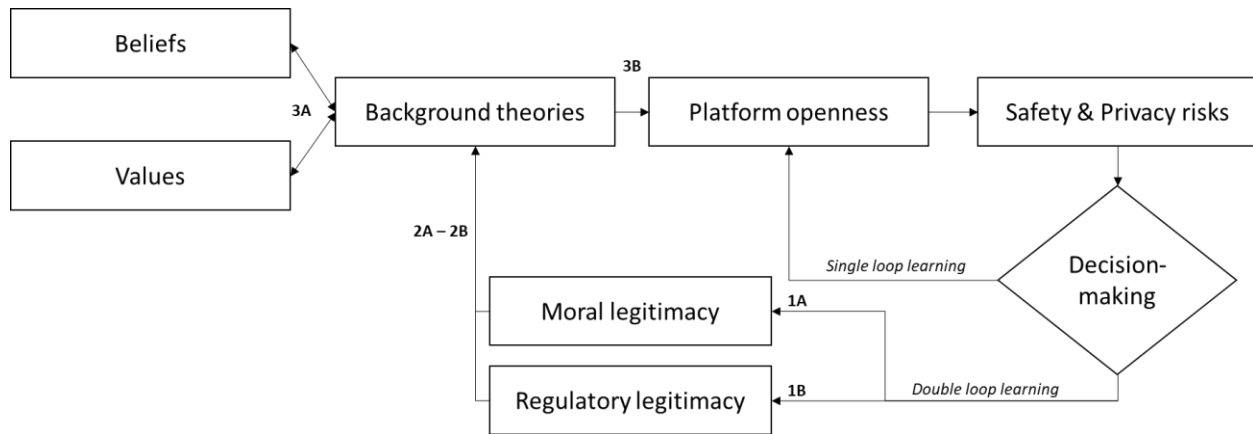 Beliefs
3A
Values
Background theories
3B
Platform openness
Safety & Privacy risks
2A – 2B
Single loop learning
Decision-
making
Moral legitimacy
1A
Regulatory legitimacy
1B
Double loop learning